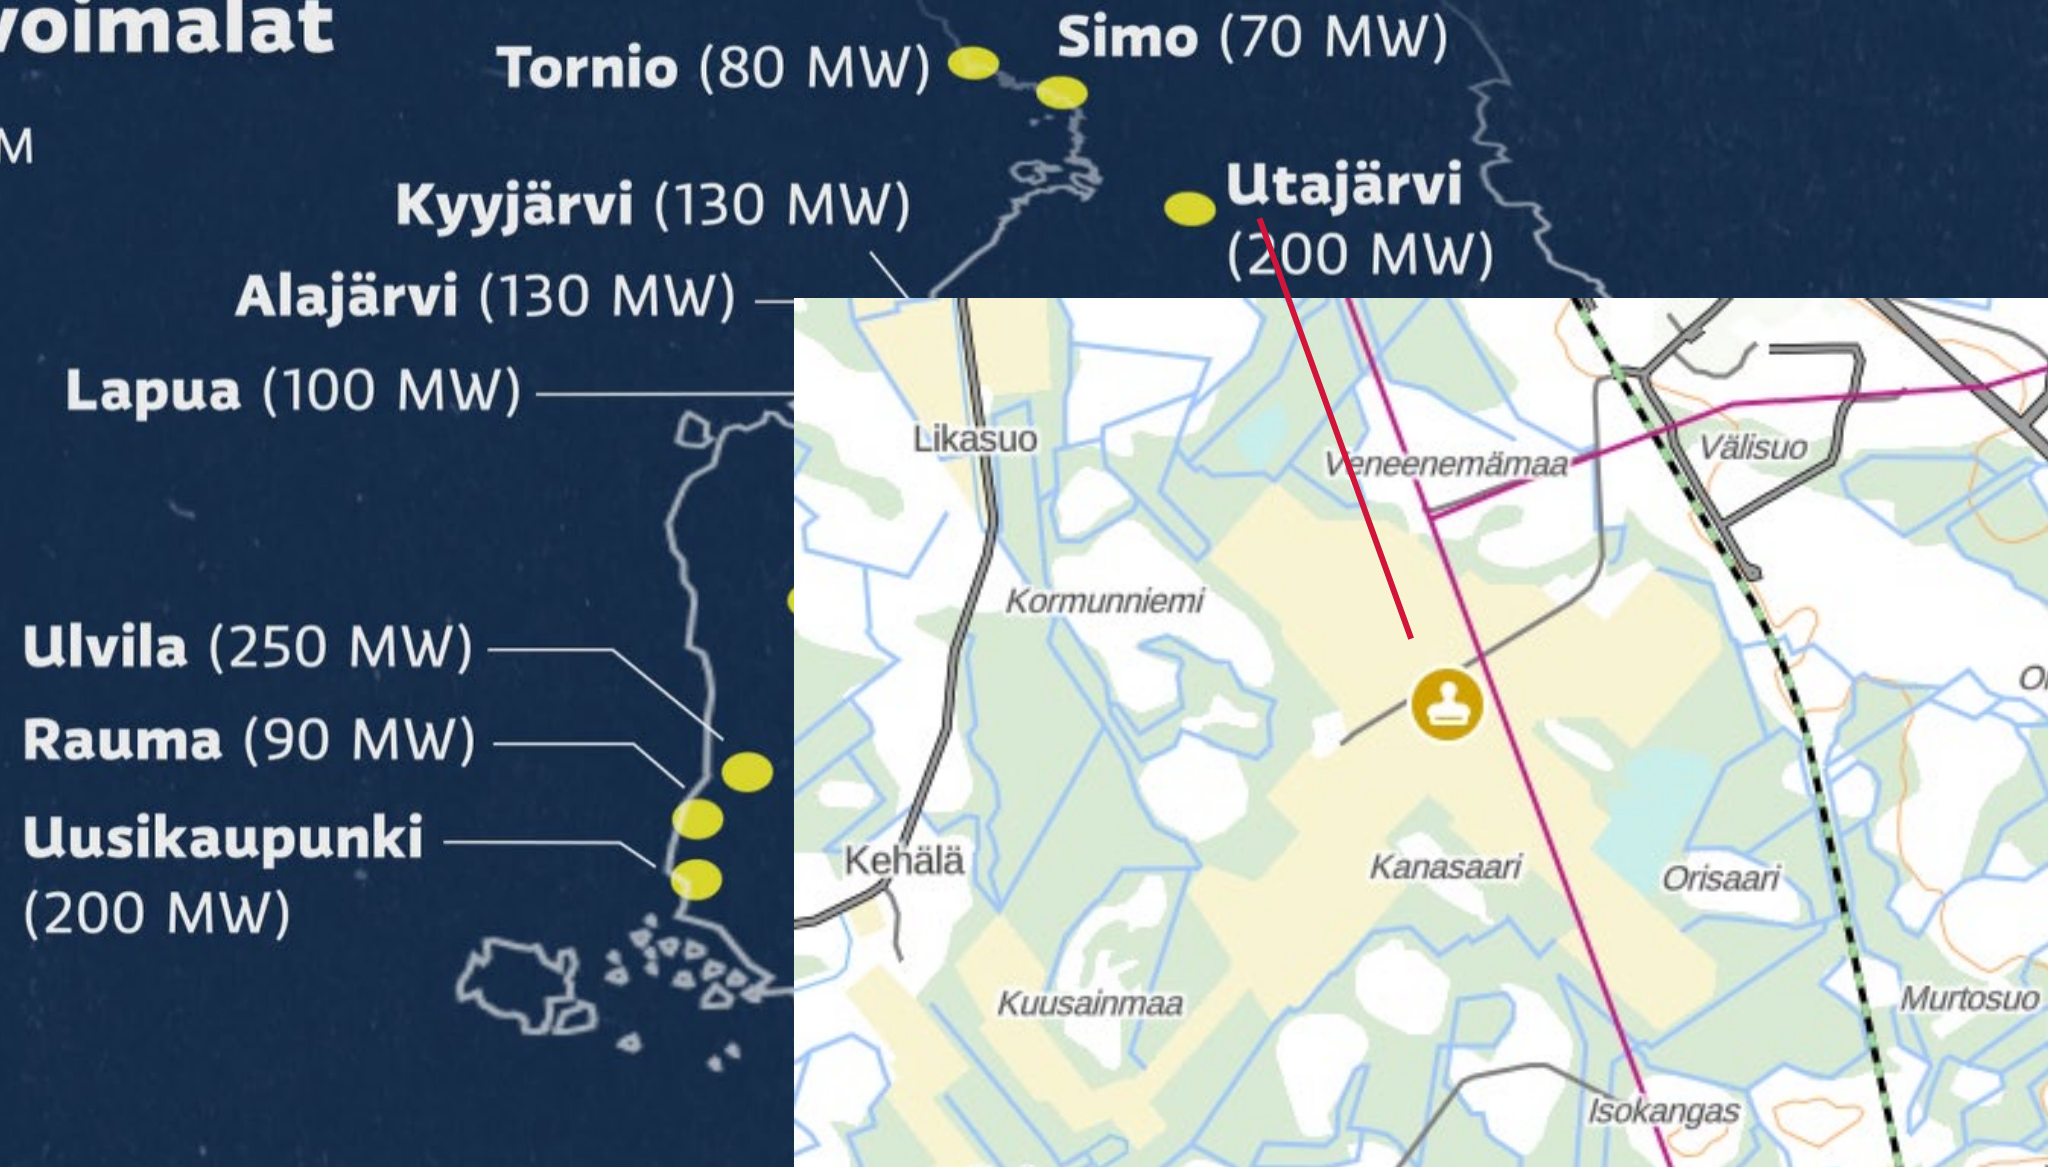 voimalat
M
Tornio (80 MW)
Simo (70 MW)
Kyyjärvi (130 MW)
Utajärvi
(200 MW)
Alajärvi (130 MW)
Lapua (100 MW)
Ulvila (250 MW)
Rauma (90 MW)
Uusikaupunki
(200 MW)
Likasuo
Veneenemämaa
Välisuo
Kormunniemi
Kehälä
Kanasaari
Orisaari
Kuusainmaa
Murtosuo
Isokangas